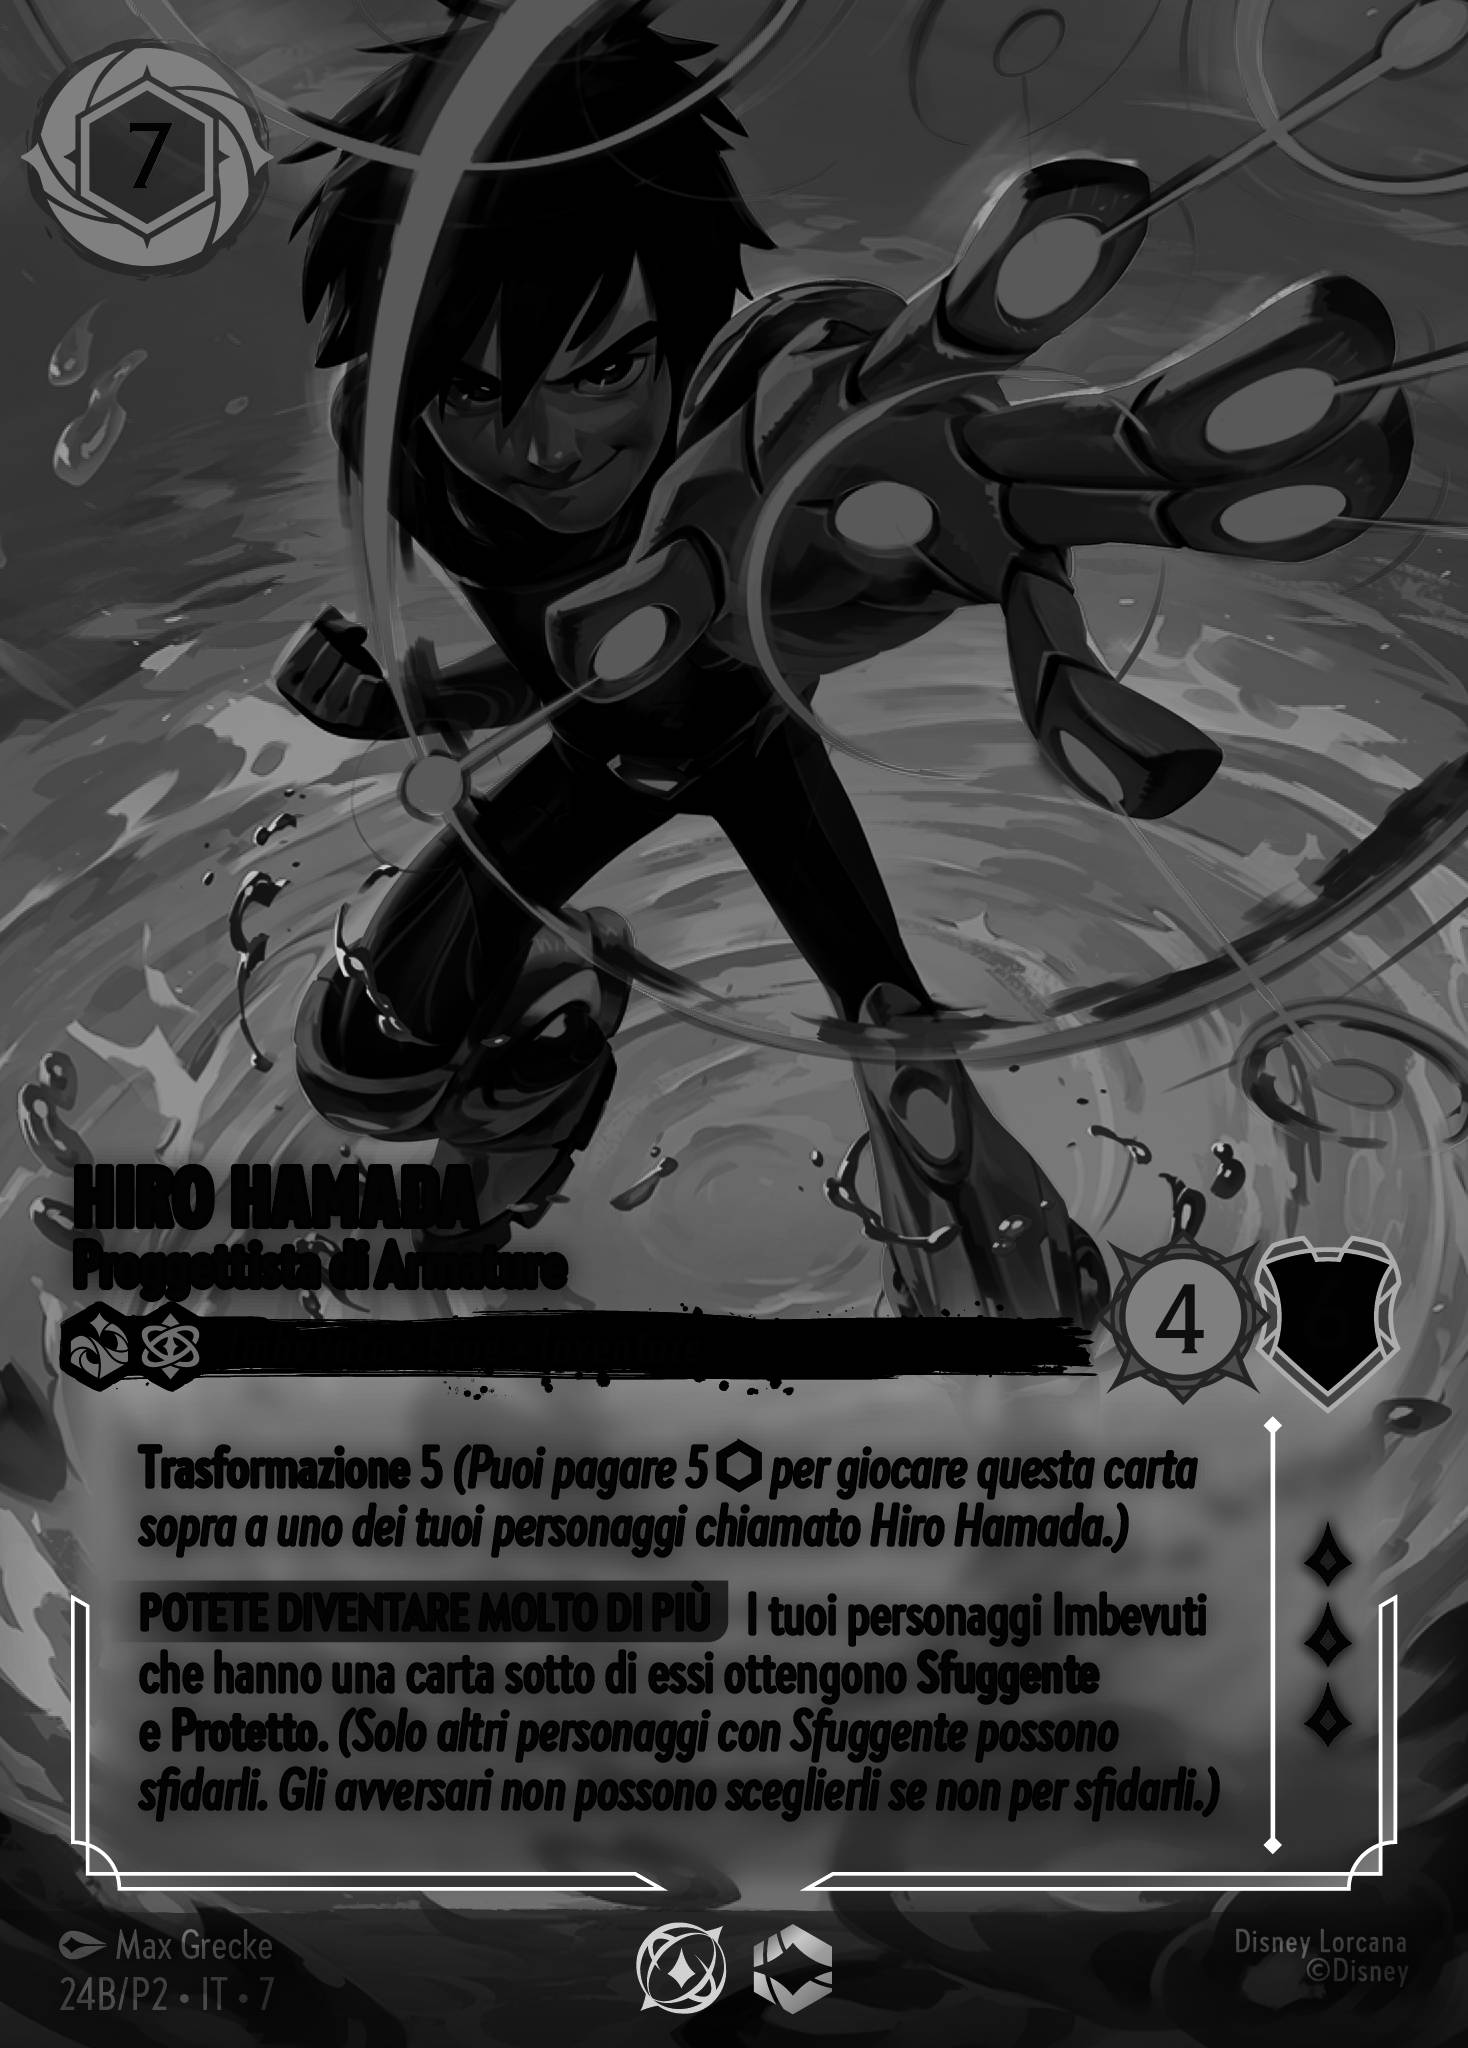 7
HIRO HAMADA
Proggettista di Armature
4
Trasformazione 5 (Puoi pagare 5 per giocare questa carta
sopra a uno dei tuoi personaggi chiamato Hiro Hamada.)
POTETE DIVENTARE MOLTO DI PIÙ I tuoi personaggi Imbevuti
che hanno una carta sotto di essi ottengono Sfuggente
e Protetto. (Solo altri personaggi con Sfuggente possono
sfidarli. Gli avversari non possono sceglierli se non per sfidarli.)
Max Grecke
24B/P2 • IT • 7
Disney Lorcana
©Disney